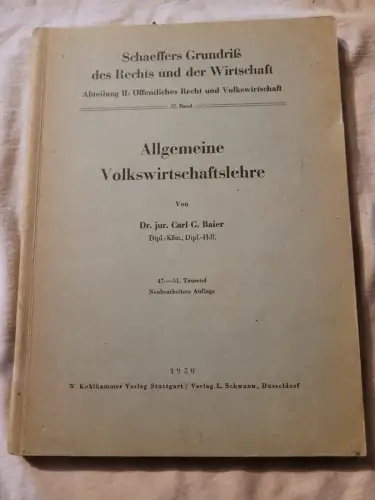 Schaeffers Grundriß
des Rechts und der Wirtschaft
Abteilung II: Öffentliches Recht und Volkswirtschaft
35. Band
Allgemeine
Volkswirtschaftslehre
Von
Dr. jur. Carl G. Baier
Dipl.-Kfm., Dipl.-Hdl.
47.—51. Tausend
Neubearbeitete Auflage
1950
W. Kohlhammer Verlag Stuttgart / Verlag L. Schwann, Düsseldorf